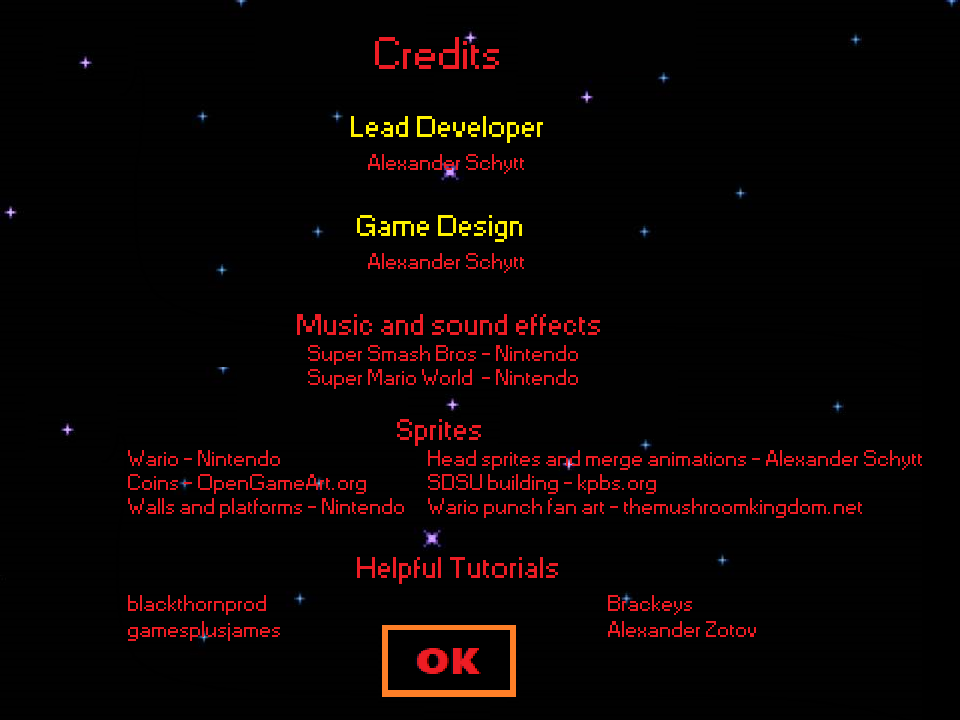 Credits
Lead Developer
Alexander Schytt
Game Design
Alexander Schytt
Music and sound effects
Super Smash Bros - Nintendo
Super Mario World - Nintendo
Sprites
Wario - Nintendo
Coins - OpenGameArt.org
Walls and platforms - Nintendo
Head sprites and merge animations - Alexander Schytt
SDSU building - kpbs.org
Wario punch fan art - themushroomkingdom.net
Helpful Tutorials
blackthornprod
gamesplusjames
Brackeys
Alexander Zotov
OK